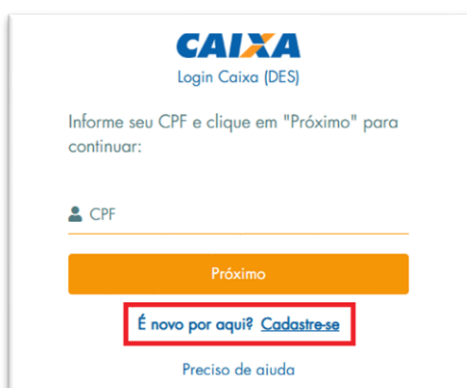 CAIXA
Login Caixa (DES)
Informe seu CPF e clique em "Próximo" para
continuar:
CPF
Próximo
É novo por aqui? Cadastre-se
Preciso de ajuda